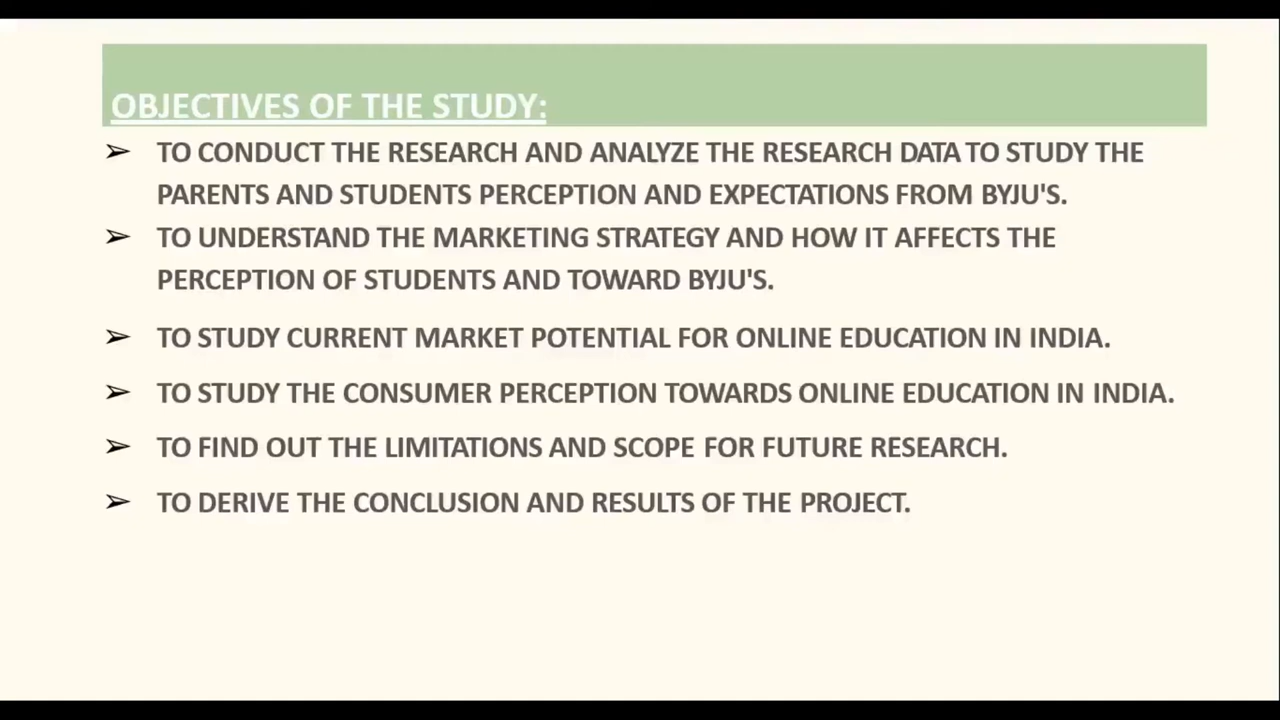 OBJECTIVES OF THE STUDY:
➢ TO CONDUCT THE RESEARCH AND ANALYZE THE RESEARCH DATA TO STUDY THE
PARENTS AND STUDENTS PERCEPTION AND EXPECTATIONS FROM BYJU'S.
➢ TO UNDERSTAND THE MARKETING STRATEGY AND HOW IT AFFECTS THE
PERCEPTION OF STUDENTS AND TOWARD BYJU'S.
➢ TO STUDY CURRENT MARKET POTENTIAL FOR ONLINE EDUCATION IN INDIA.
➢ TO STUDY THE CONSUMER PERCEPTION TOWARDS ONLINE EDUCATION IN INDIA.
➢ TO FIND OUT THE LIMITATIONS AND SCOPE FOR FUTURE RESEARCH.
➢ TO DERIVE THE CONCLUSION AND RESULTS OF THE PROJECT.